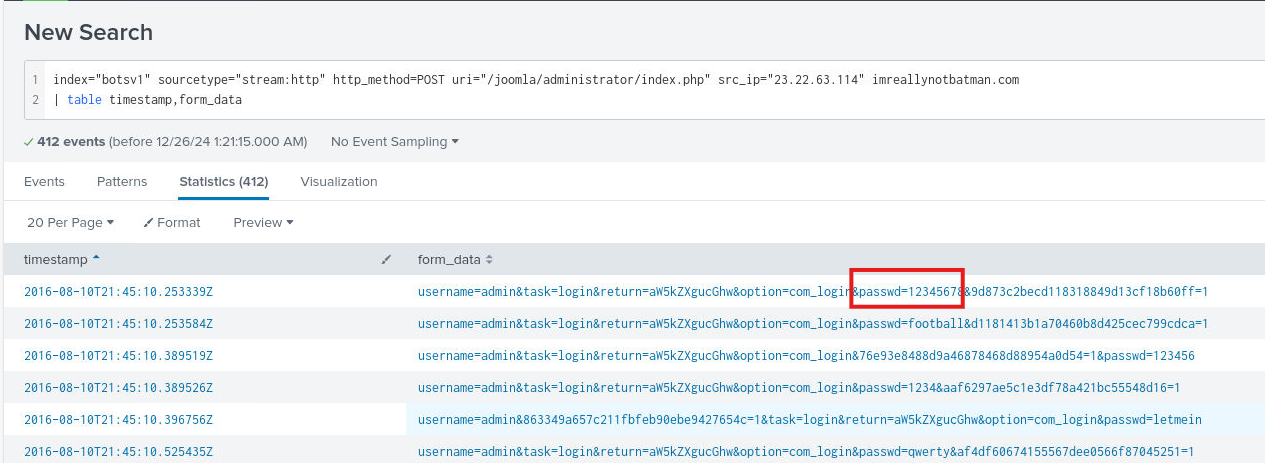 New Search
1 index="botsv1" sourcetype="stream:http" http_method=POST uri="/joomla/administrator/index.php" src_ip="23.22.63.114" imreallynotbatman.com
2 | table timestamp,form_data
412 events (before 12/26/24 1:21:15.000 AM) No Event Sampling
Events Patterns Statistics (412) Visualization
20 Per Page Format Preview
timestamp form_data
2016-08-10T21:45:10.253339Z username=admin&task=login&return=aW5kZXgucGhw&option=com_login&passwd=12345678&9d873c2becd118318849d13cf18b60ff=1
2016-08-10T21:45:10.253584Z username=admin&task=login&return=aW5kZXgucGhw&option=com_login&passwd=football&d1181413b1a70460b8d425cec799cdca=1
2016-08-10T21:45:10.389519Z username=admin&task=login&return=aW5kZXgucGhw&option=com_login&76e93e8488d9a46878468d88954a0d54=1&passwd=123456
2016-08-10T21:45:10.389526Z username=admin&task=login&return=aW5kZXgucGhw&option=com_login&passwd=1234&aaf6297ae5c1e3df78a421bc55548d16=1
2016-08-10T21:45:10.396756Z username=admin&863349a657c211fbfeb90ebe9427654c=1&task=login&return=aW5kZXgucGhw&option=com_login&passwd=letmein
2016-08-10T21:45:10.525435Z username=admin&task=login&return=aW5kZXgucGhw&option=com_login&passwd=qwerty&af4df60674155567dee0566f87045251=1